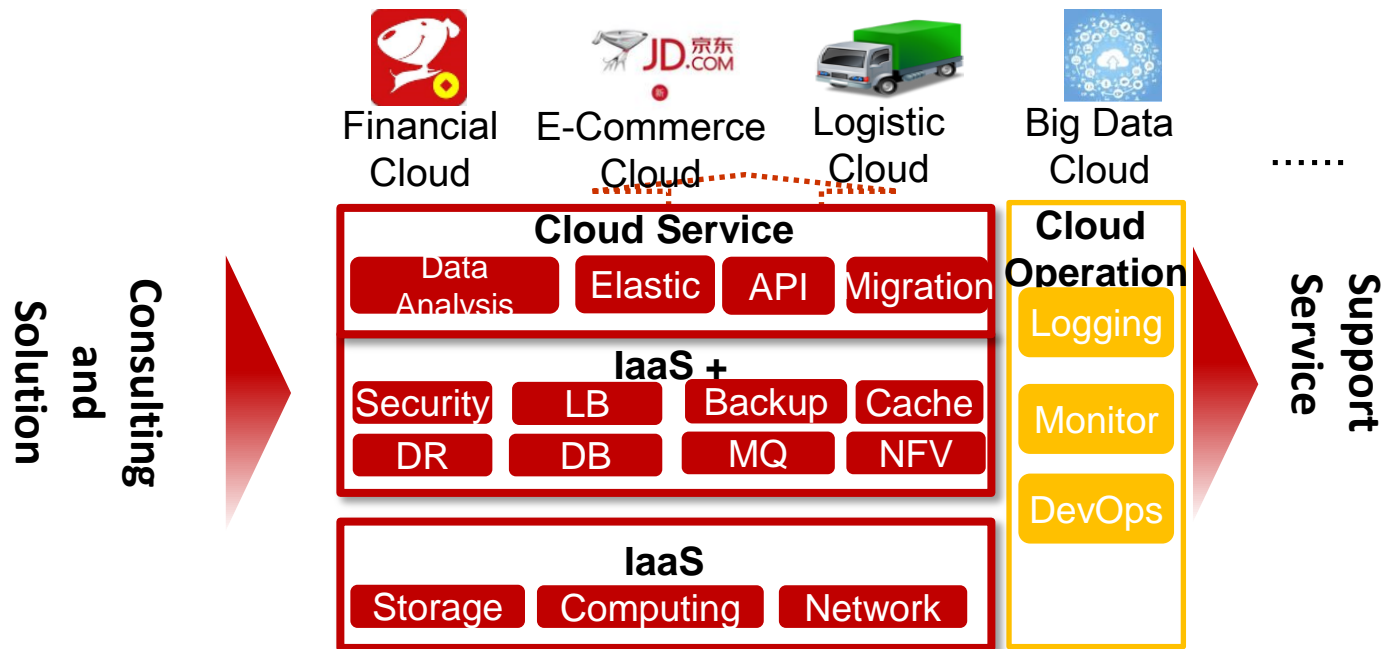 京东
JD.COM
新
Financial
Cloud
E-Commerce
Cloud
Logistic
Cloud
Big Data
Cloud
......
Consulting
and
Solution
Cloud Service
Data
Analysis
Elastic
API
Migration
IaaS +
Security
LB
Backup
Cache
DR
DB
MQ
NFV
IaaS
Storage
Computing
Network
Cloud
Operation
Logging
Monitor
DevOps
Support
Service